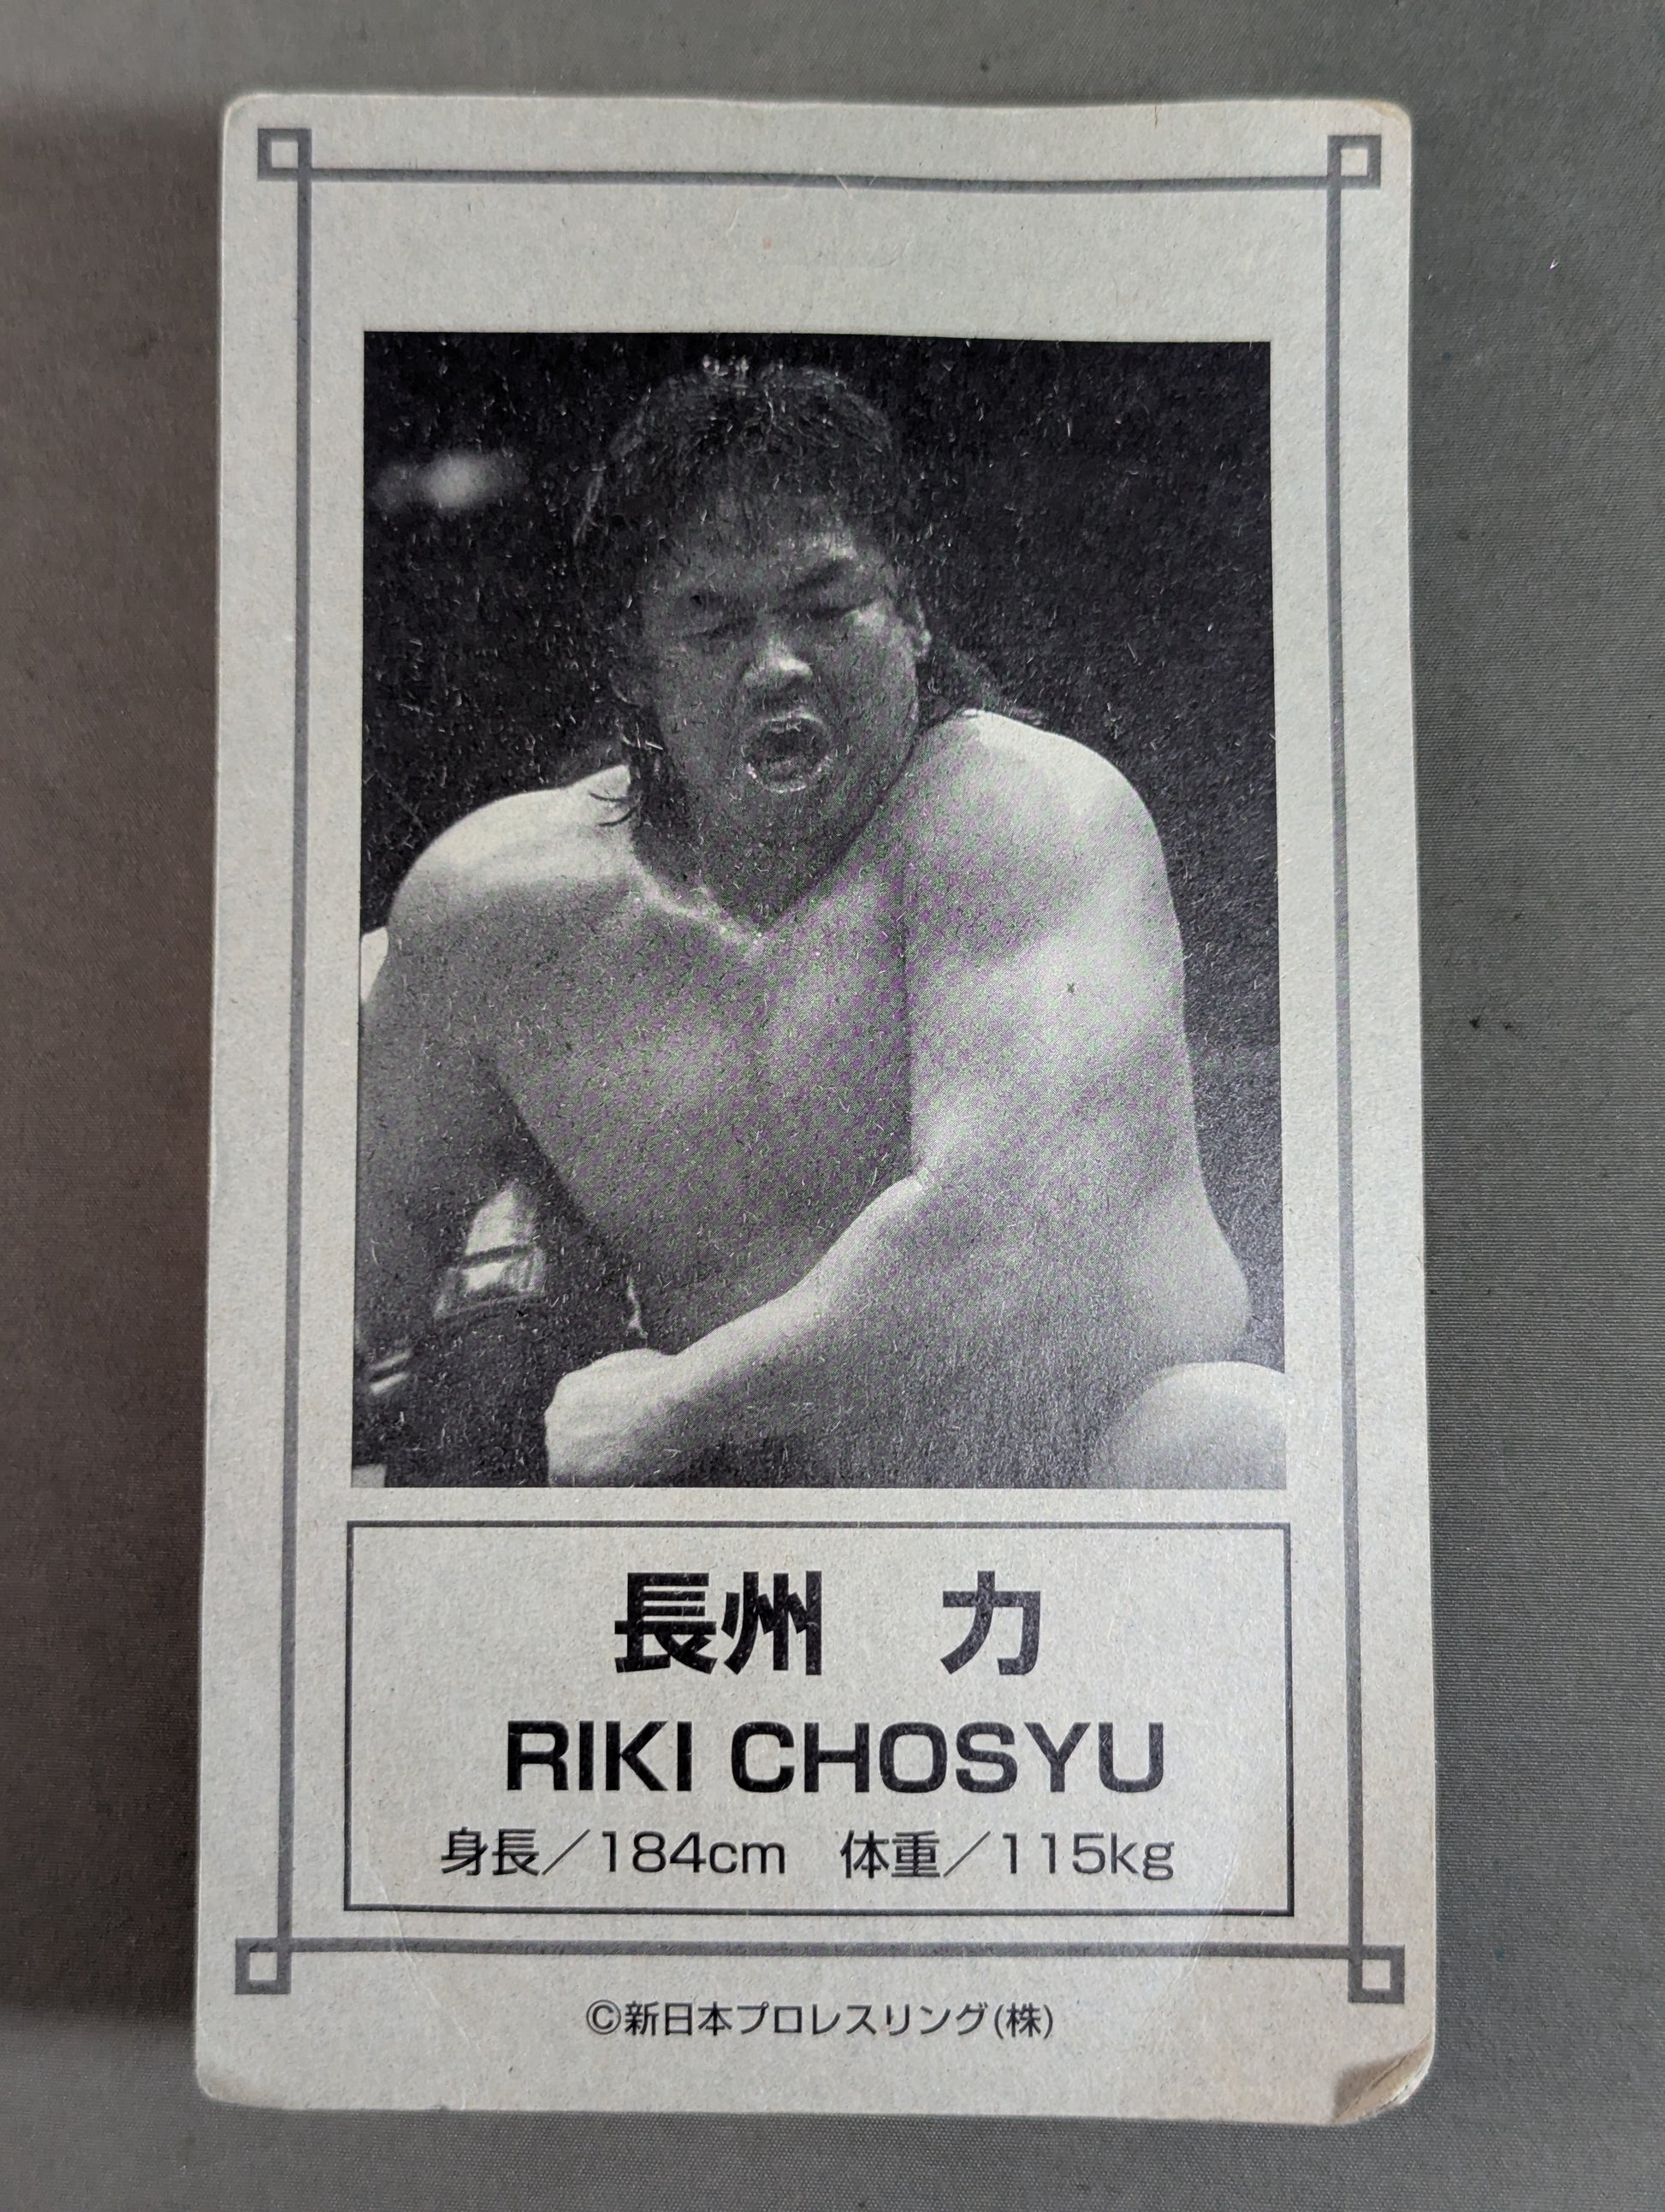 長州　力
RIKI CHOSYU
身長／184cm　体重／115kg
©新日本プロレスリング(株)